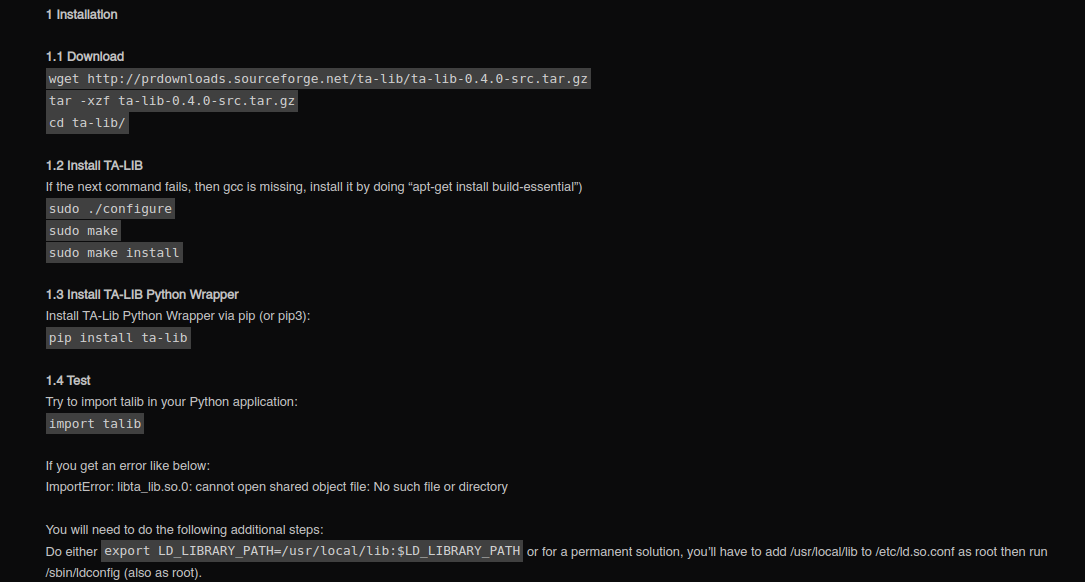 1 Installation
1.1 Download
wget http://prdownloads.sourceforge.net/ta-lib/ta-lib-0.4.0-src.tar.gz
tar -xzf ta-lib-0.4.0-src.tar.gz
cd ta-lib/
1.2 Install TA-LIB
If the next command fails, then gcc is missing, install it by doing “apt-get install build-essential”)
sudo ./configure
sudo make
sudo make install
1.3 Install TA-LIB Python Wrapper
Install TA-Lib Python Wrapper via pip (or pip3):
pip install ta-lib
1.4 Test
Try to import talib in your Python application:
import talib
If you get an error like below:
ImportError: libta_lib.so.0: cannot open shared object file: No such file or directory
You will need to do the following additional steps:
Do either export LD_LIBRARY_PATH=/usr/local/lib:$LD_LIBRARY_PATH or for a permanent solution, you’ll have to add /usr/local/lib to /etc/ld.so.conf as root then run
/sbin/ldconfig (also as root).